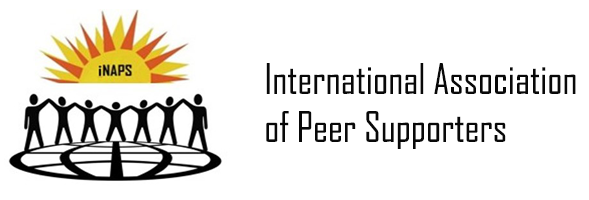 iNAPS
International Association
of Peer Supporters